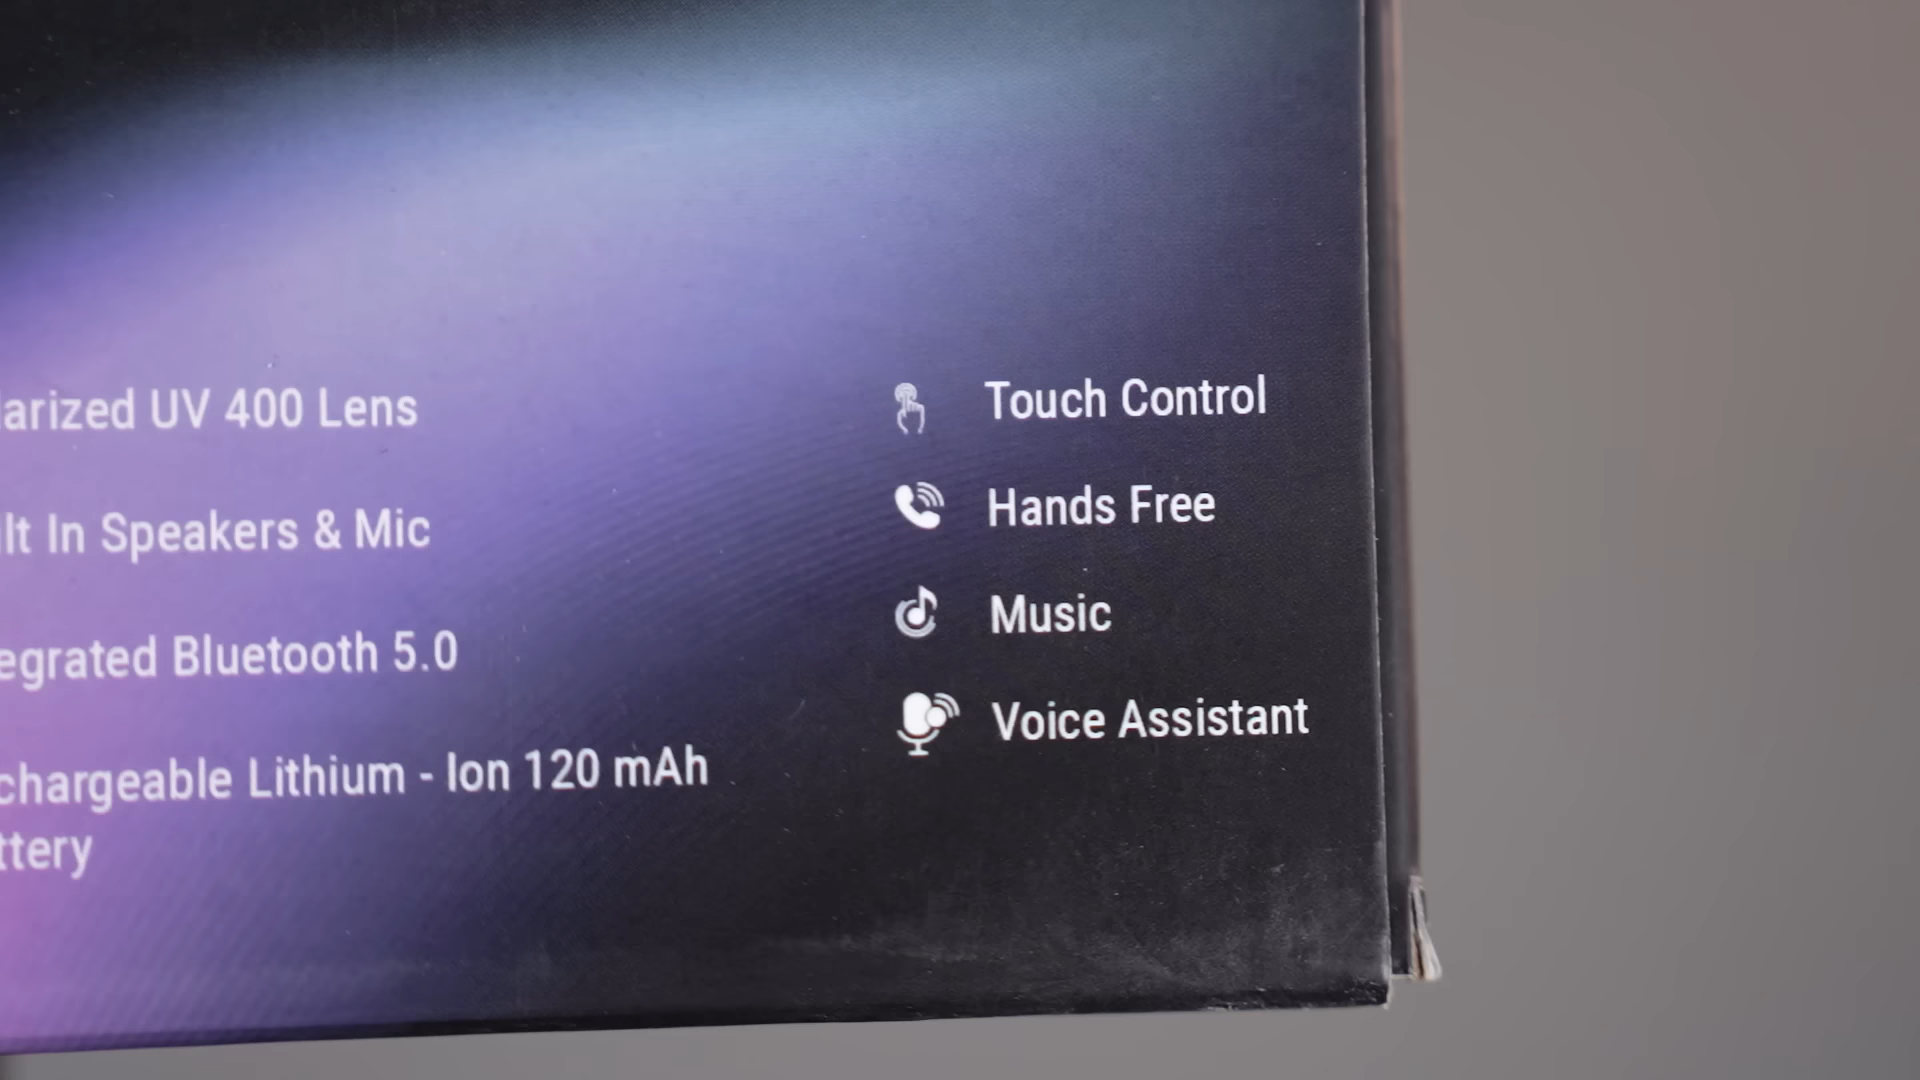 larized UV 400 Lens
ilt In Speakers & Mic
egrated Bluetooth 5.0
chargeable Lithium - Ion 120 mAh
ttery
Touch Control
Hands Free
Music
Voice Assistant